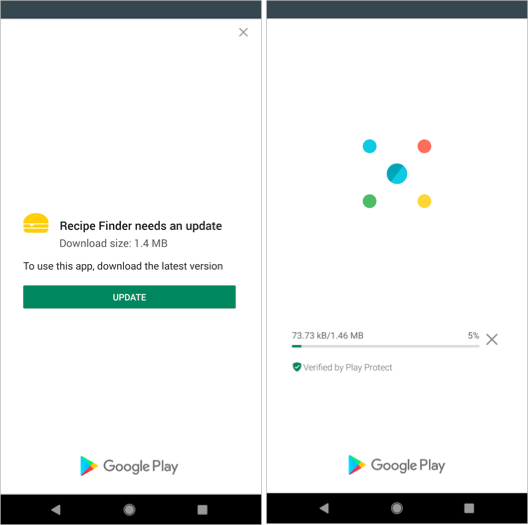 Recipe Finder needs an update
Download size: 1.4 MB
To use this app, download the latest version
UPDATE
Google Play
73.73 kB/1.46 MB 5%
Verified by Play Protect
Google Play